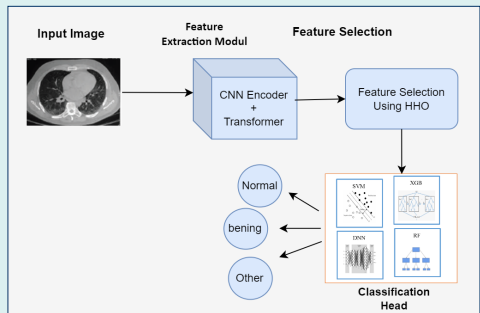 Input Image
Feature
Extraction Modul
Feature Selection
CNN Encoder
+
Transformer
Feature Selection
Using HHO
SVM
XGB
DNN
RF
Normal
bening
Other
Classification
Head